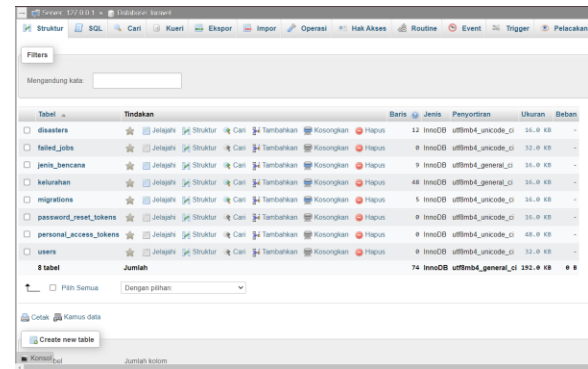 Server: 127.0.0.1 » Database:
Struktur SQL Cari Kueri Ekspor Impor Operasi Hak Akses Routine Event Trigger Pelacakan
Filters
Mengandung kata:
Tabel Tindakan Baris Jenis Penyortiran Ukuran Beban
disasters Jelajahi Struktur Cari Tambahkan Kosongkan Hapus 12 InnoDB utf8mb4_unicode_ci 16.0 KB -
failed_jobs Jelajahi Struktur Cari Tambahkan Kosongkan Hapus 0 InnoDB utf8mb4_unicode_ci 32.0 KB -
jenis_bencana Jelajahi Struktur Cari Tambahkan Kosongkan Hapus 9 InnoDB utf8mb4_general_ci 16.0 KB -
kelurahan Jelajahi Struktur Cari Tambahkan Kosongkan Hapus 48 InnoDB utf8mb4_general_ci 16.0 KB -
migrations Jelajahi Struktur Cari Tambahkan Kosongkan Hapus 5 InnoDB utf8mb4_unicode_ci 16.0 KB -
password_reset_tokens Jelajahi Struktur Cari Tambahkan Kosongkan Hapus 0 InnoDB utf8mb4_unicode_ci 16.0 KB -
personal_access_tokens Jelajahi Struktur Cari Tambahkan Kosongkan Hapus 0 InnoDB utf8mb4_unicode_ci 48.0 KB -
users Jelajahi Struktur Cari Tambahkan Kosongkan Hapus 0 InnoDB utf8mb4_unicode_ci 32.0 KB -
8 tabel Jumlah 74 InnoDB utf8mb4_general_ci 192.0 KB 0 B
Pilih Semua Dengan pilihan:
Cetak Kamus data
Create new table
Konsol bel Jumlah kolom